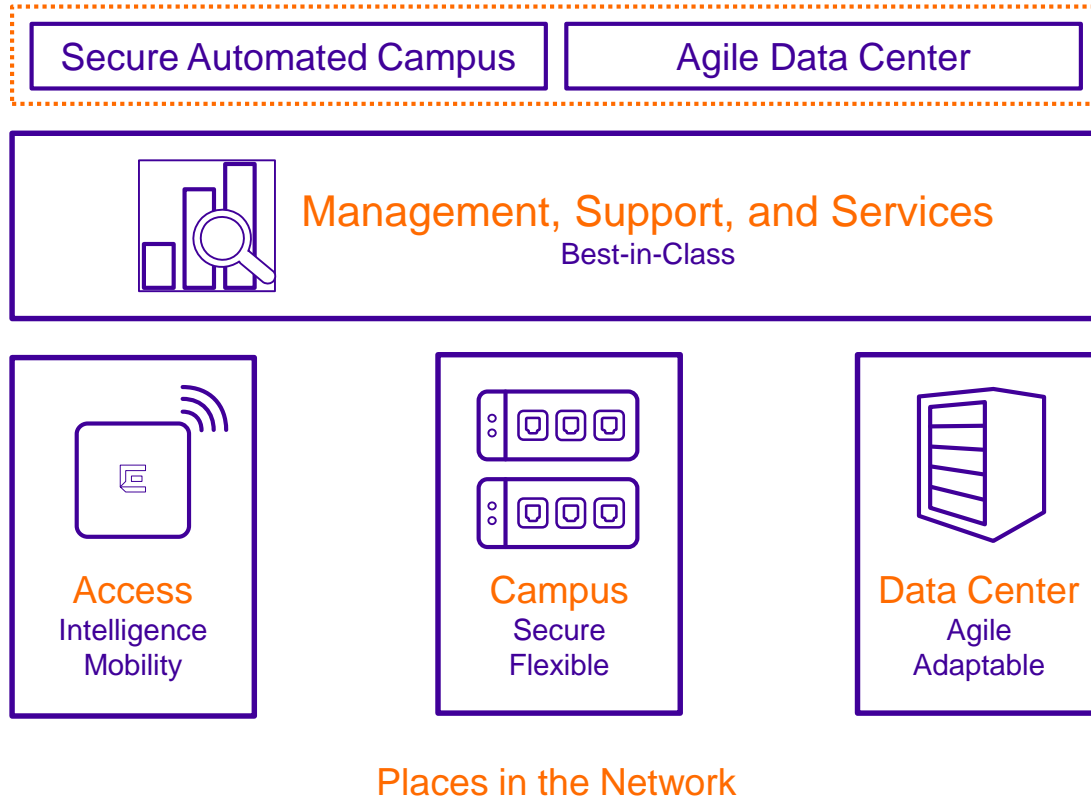 Secure Automated Campus
Agile Data Center
Management, Support, and Services
Best-in-Class
Access
Intelligence
Mobility
Campus
Secure
Flexible
Data Center
Agile
Adaptable
Places in the Network